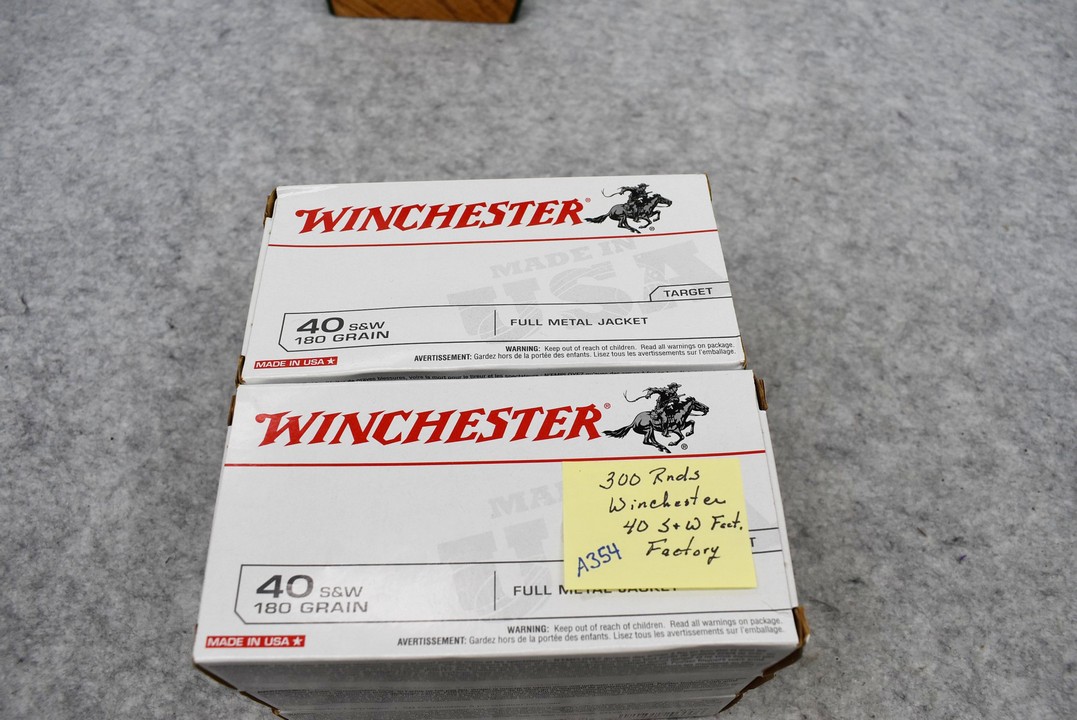 WINCHESTER®
MADE IN
USA
TARGET
40 S&W
180 GRAIN
FULL METAL JACKET
MADE IN USA ★
WARNING: Keep out of reach of children. Read all warnings on package.
AVERTISSEMENT: Gardez hors de la portée des enfants. Lisez tous les avertissements sur l'emballage.
WINCHESTER®
300 Rnds
Winchester
40 S+W Fact.
Factory
A354
T
40 S&W
180 GRAIN
FULL METAL JACKET
MADE IN USA ★
WARNING: Keep out of reach of children. Read all warnings on package.
AVERTISSEMENT: Gardez hors de la portée des enfants. Lisez tous les avertissements sur l'emballage.